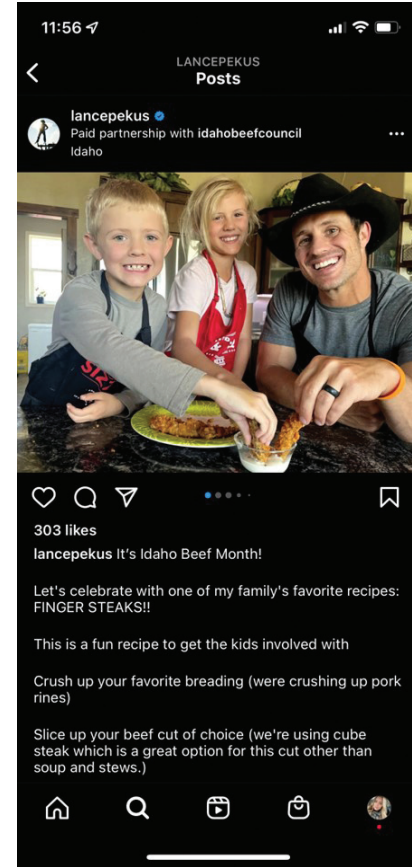 11:56
LANCEPEKUS
Posts
lancepekus
Paid partnership with idahobeefcouncil
Idaho
303 likes
lancepekus It's Idaho Beef Month!
Let's celebrate with one of my family's favorite recipes:
FINGER STEAKS!!
This is a fun recipe to get the kids involved with
Crush up your favorite breading (were crushing up pork
rines)
Slice up your beef cut of choice (we're using cube
steak which is a great option for this cut other than
soup and stews.)